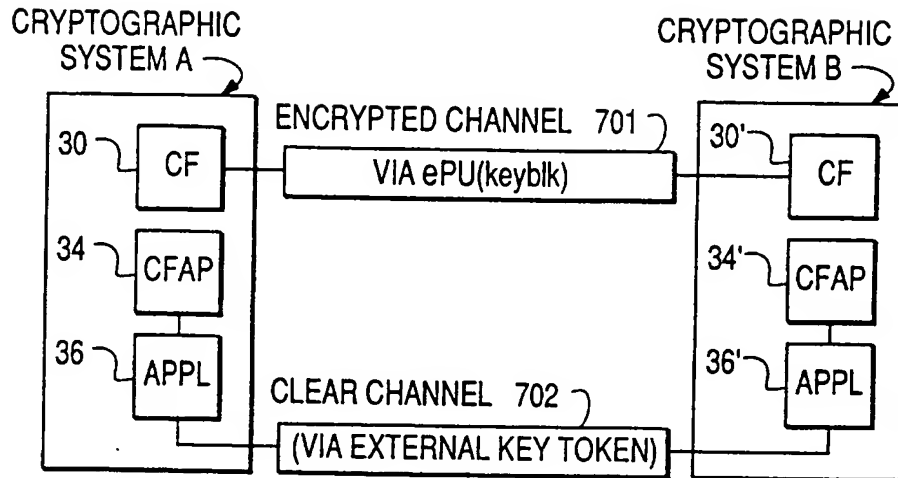 CRYPTOGRAPHIC
SYSTEM A
CRYPTOGRAPHIC
SYSTEM B
ENCRYPTED CHANNEL 701
30
CF
VIA ePU(keyblk)
30'
CF
34
CFAP
34'
CFAP
36
APPL
36'
APPL
CLEAR CHANNEL 702
(VIA EXTERNAL KEY TOKEN)